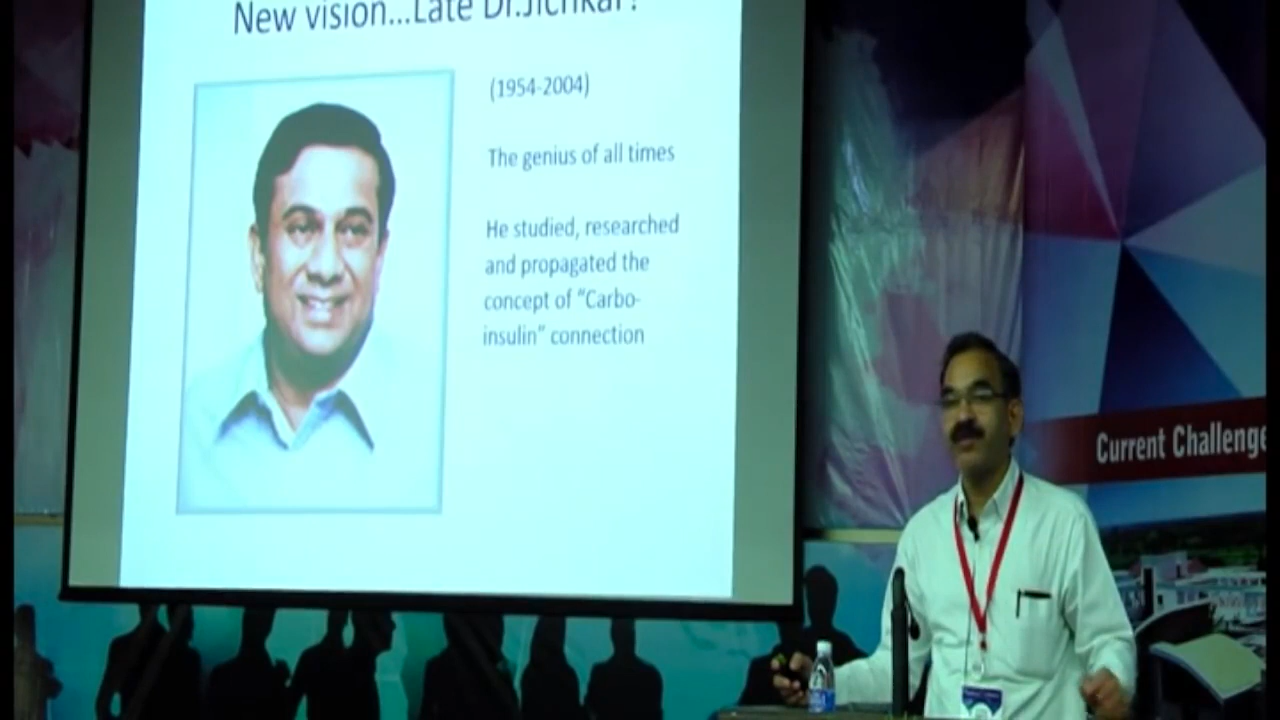 New vision...Late Dr.Jichkar!
(1954-2004)
The genius of all times
He studied, researched
and propagated the
concept of “Carbo-
insulin” connection
Current Challenge